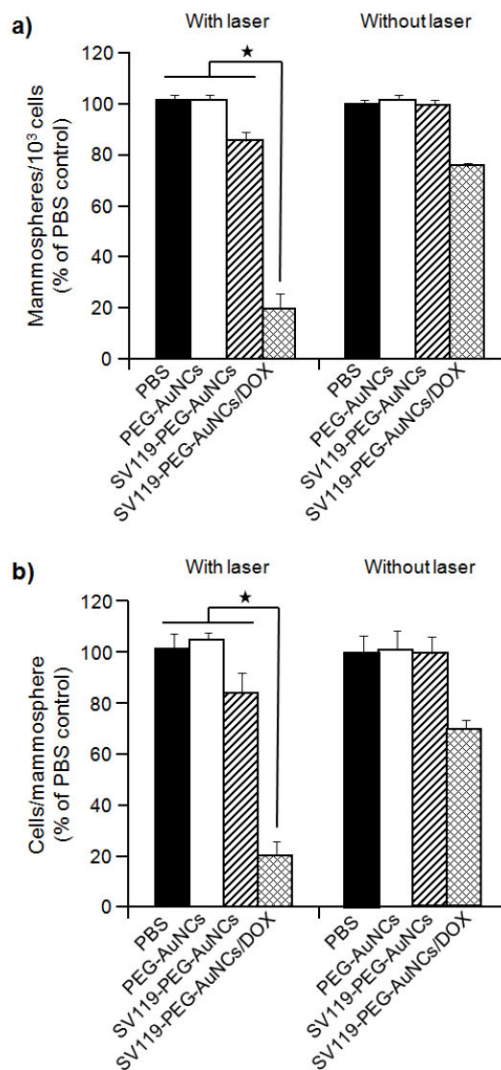 a)
With laser
Without laser
★
Mammospheres/10³ cells
(% of PBS control)
120
100
80
60
40
20
0
PBS
PEG-AuNCs
SV119-PEG-AuNCs
SV119-PEG-AuNCs/DOX
PBS
PEG-AuNCs
SV119-PEG-AuNCs
SV119-PEG-AuNCs/DOX
b)
With laser
Without laser
★
Cells/mammosphere
(% of PBS control)
120
100
80
60
40
20
0
PBS
PEG-AuNCs
SV119-PEG-AuNCs
SV119-PEG-AuNCs/DOX
PBS
PEG-AuNCs
SV119-PEG-AuNCs
SV119-PEG-AuNCs/DOX